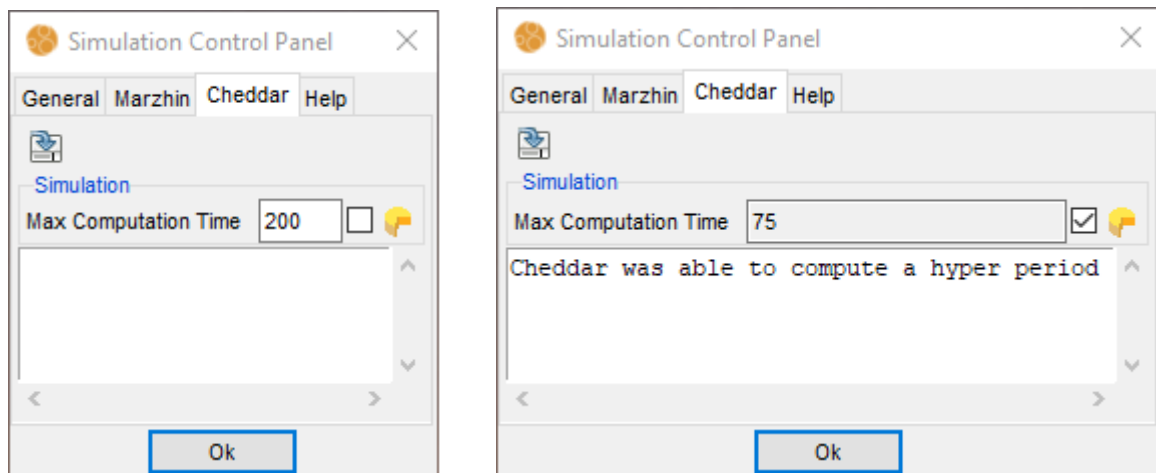 Simulation Control Panel
General Marzhin Cheddar Help
Simulation
Max Computation Time 200
Ok
Simulation Control Panel
General Marzhin Cheddar Help
Simulation
Max Computation Time 75
Cheddar was able to compute a hyper period
Ok